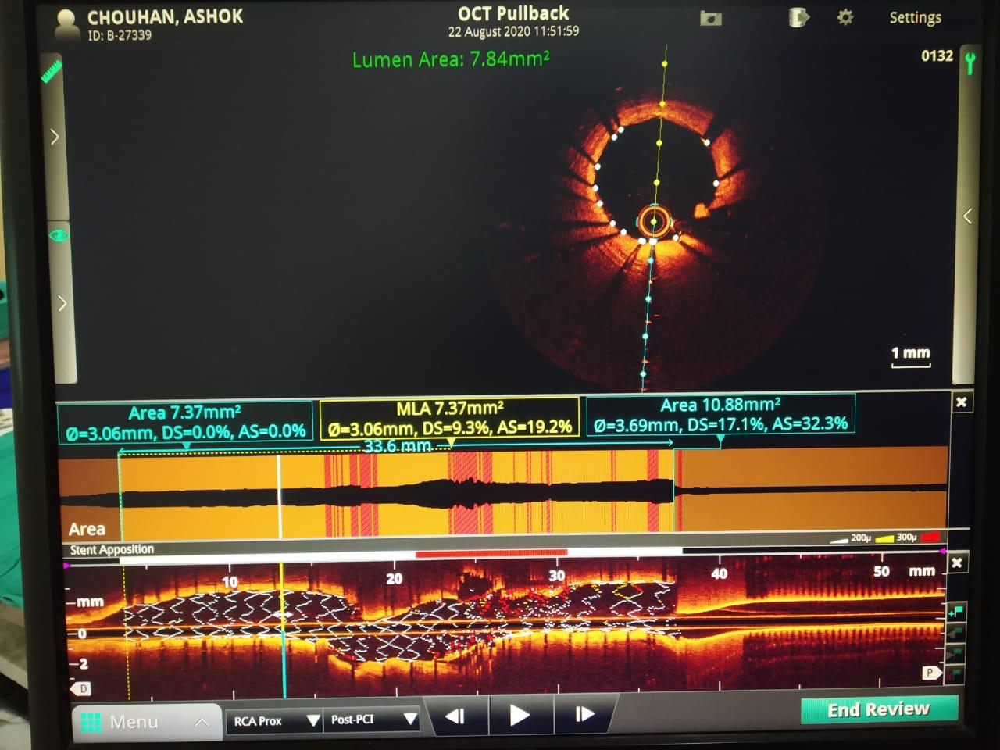 CHOUHAN, ASHOK
ID: B-27339
OCT Pullback
22 August 2020 11:51:59
Settings
Lumen Area: 7.84mm²
0132
1 mm
Area 7.37mm²
Ø=3.06mm, DS=0.0%, AS=0.0%
MLA 7.37mm²
Ø=3.06mm, DS=9.3%, AS=19.2%
Area 10.88mm²
Ø=3.69mm, DS=17.1%, AS=32.3%
33.6 mm
Area
Stent Apposition
200µ
300µ
10
20
30
40
50
mm
mm
0
2
D
P
Menu
RCA Prox
Post-PCI
End Review